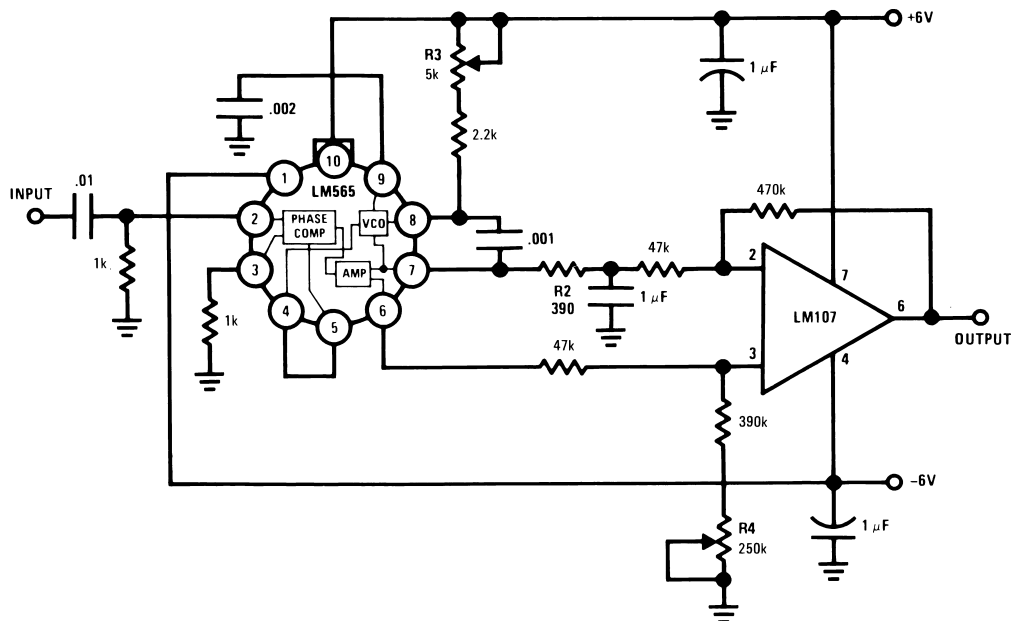 +6V
R3
5k
1 μF
.002
2.2k
10
LM565
1
9
INPUT
.01
2
PHASE
COMP
VCO
8
470k
.001
1k
3
AMP
7
R2
390
1 μF
47k
2
7
LM107
6
OUTPUT
1k
4
5
6
47k
3
4
390k
−6V
R4
250k
1 μF